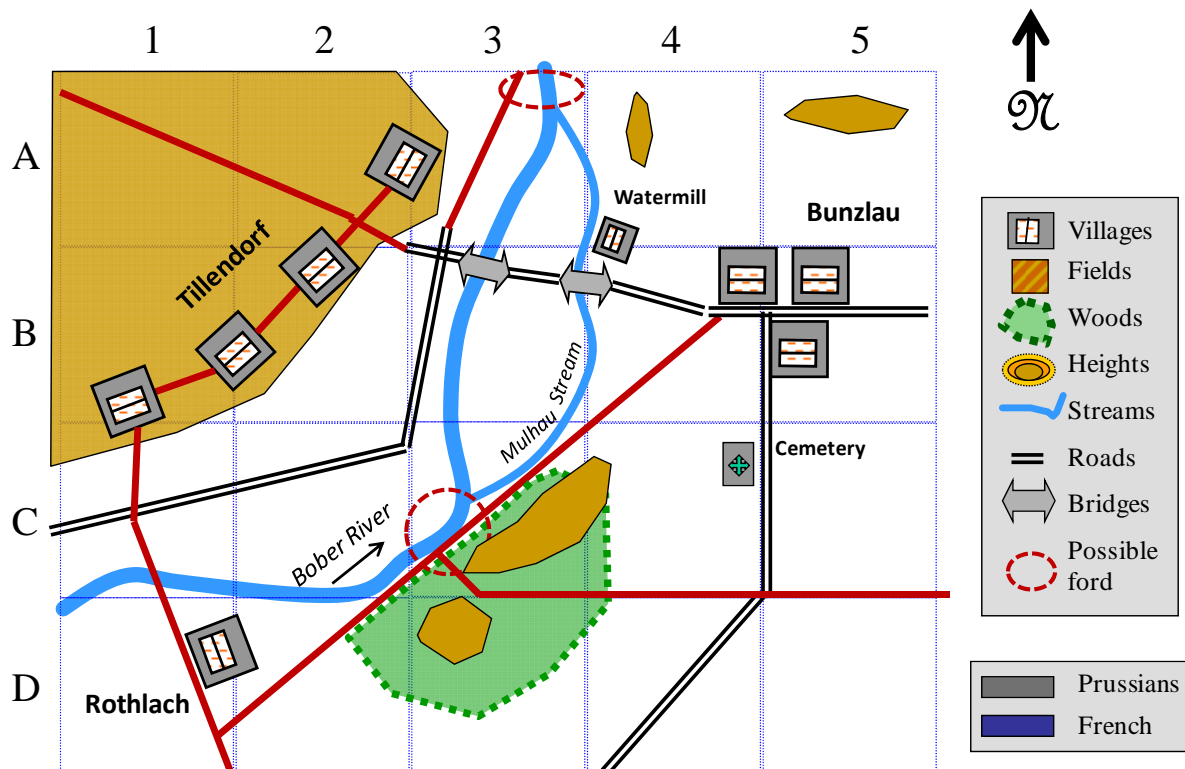 1 2 3 4 5
N
A
Watermill
Bunzlau
Tillendorf
B
Mulhau Stream
Cemetery
C
Bober River
D
Rothlach
Villages
Fields
Woods
Heights
Streams
Roads
Bridges
Possible
ford
Prussians
French